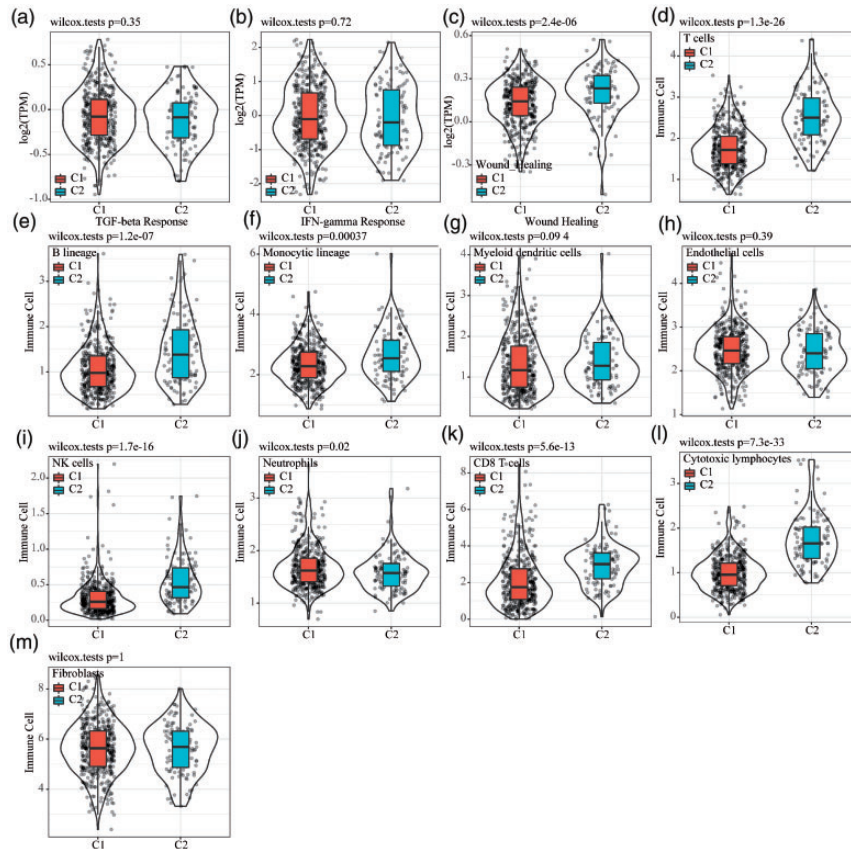 (a)
wilcox.tests p=0.35
log2(TPM)
0.5
0.0
-0.5
-1.0
C1
C2
C1
C2
TGF-beta Response
(b)
wilcox.tests p=0.72
log2(TPM)
2
1
0
-1
-2
C1
C2
C1
C2
IFN-gamma Response
(c)
wilcox.tests p=2.4e-06
log2(TPM)
0.6
0.3
0.0
-0.3
Wound_Healing
C1
C2
C1
C2
Wound Healing
(d)
wilcox.tests p=1.3e-26
T cells
C1
C2
Immune Cell
4
3
2
1
C1
C2
(e)
wilcox.tests p=1.2e-07
B lineage
C1
C2
Immune Cell
3
2
1
C1
C2
(f)
wilcox.tests p=0.00037
Monocytic lineage
C1
C2
Immune Cell
6
4
2
C1
C2
(g)
wilcox.tests p=0.09 4
Myeloid dendritic cells
C1
C2
Immune Cell
4
3
2
1
C1
C2
(h)
wilcox.tests p=0.39
Endothelial cells
C1
C2
Immune Cell
4
3
2
1
C1
C2
(i)
wilcox.tests p=1.7e-16
NK cells
C1
C2
Immune Cell
2.0
1.5
1.0
0.5
0.0
C1
C2
(j)
wilcox.tests p=0.02
Neutrophils
C1
C2
Immune Cell
3
2
1
C1
C2
(k)
wilcox.tests p=5.6e-13
CD8 T-cells
C1
C2
Immune Cell
8
6
4
2
0
C1
C2
(l)
wilcox.tests p=7.3e-33
Cytotoxic lymphocytes
C1
C2
Immune Cell
3
2
1
0
C1
C2
(m)
wilcox.tests p=1
Fibroblasts
C1
C2
Immune Cell
8
6
4
C1
C2